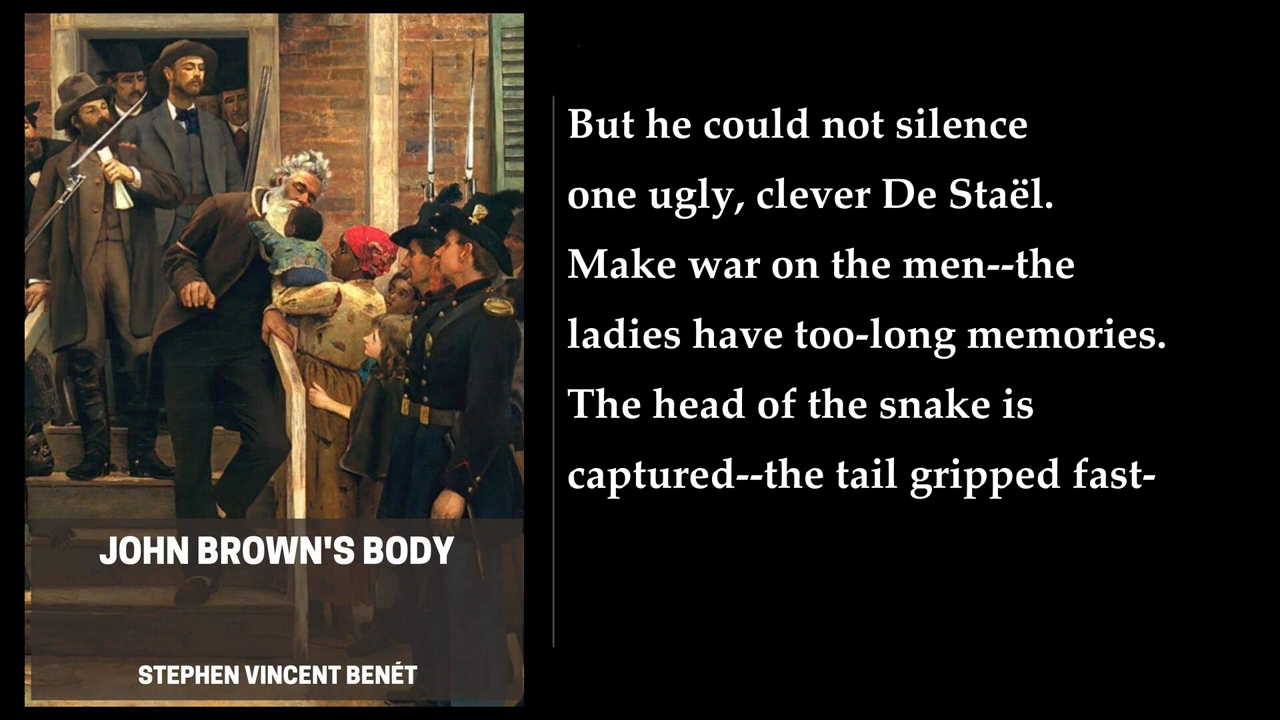 JOHN BROWN'S BODY
STEPHEN VINCENT BENÉT
But he could not silence
one ugly, clever De Staël.
Make war on the men--the
ladies have too-long memories.
The head of the snake is
captured--the tail gripped fast-